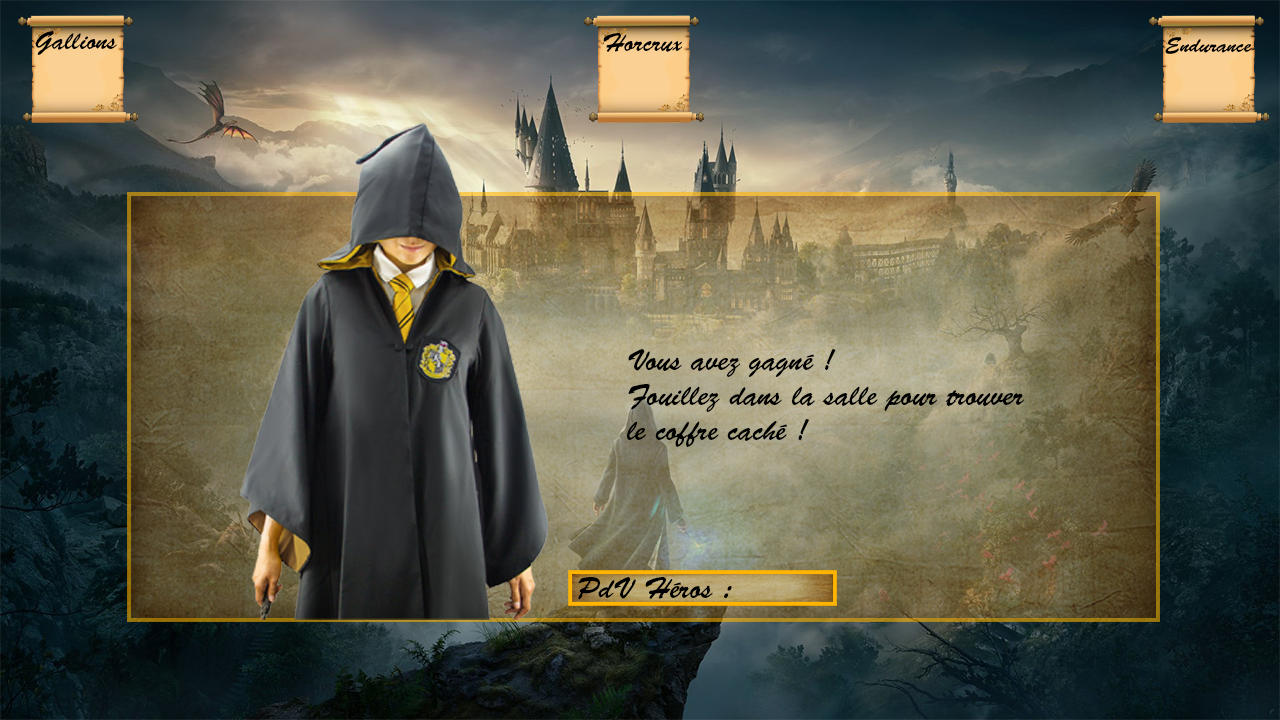 Gallions
Horcrux
Endurance
Vous avez gagné !
Fouillez dans la salle pour trouver
le coffre caché !
PdV Héros :